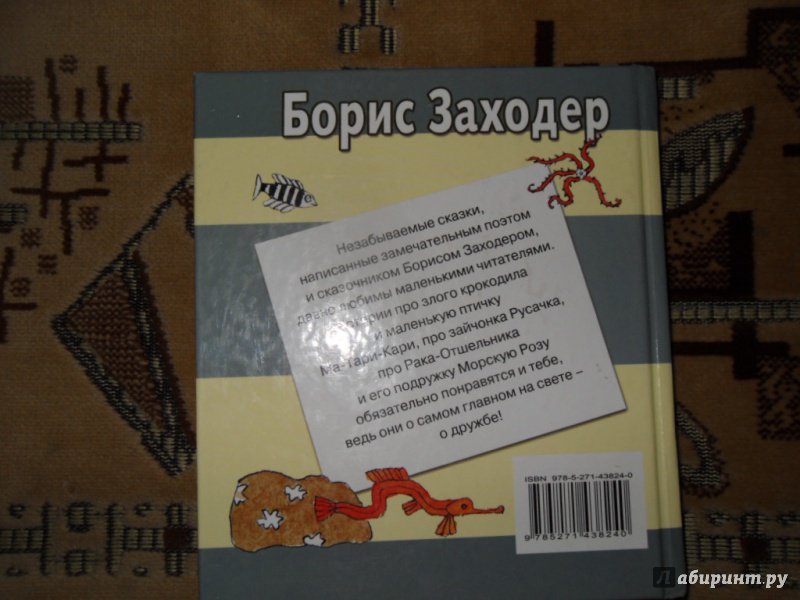 Борис Заходер
Незабываемые сказки,
написанные замечательным поэтом
и сказочником Борисом Заходером,
давно любимы маленькими читателями.
Истории про злого крокодила
и маленькую птичку
Ма-Тари-Кари, про зайчонка Русачка,
про Рака-Отшельника
и его подружку Морскую Розу
обязательно понравятся и тебе,
ведь они о самом главном на свете –
о дружбе!
ISBN 978-5-271-43824-0
9 785271 438240
Лабиринт.ру